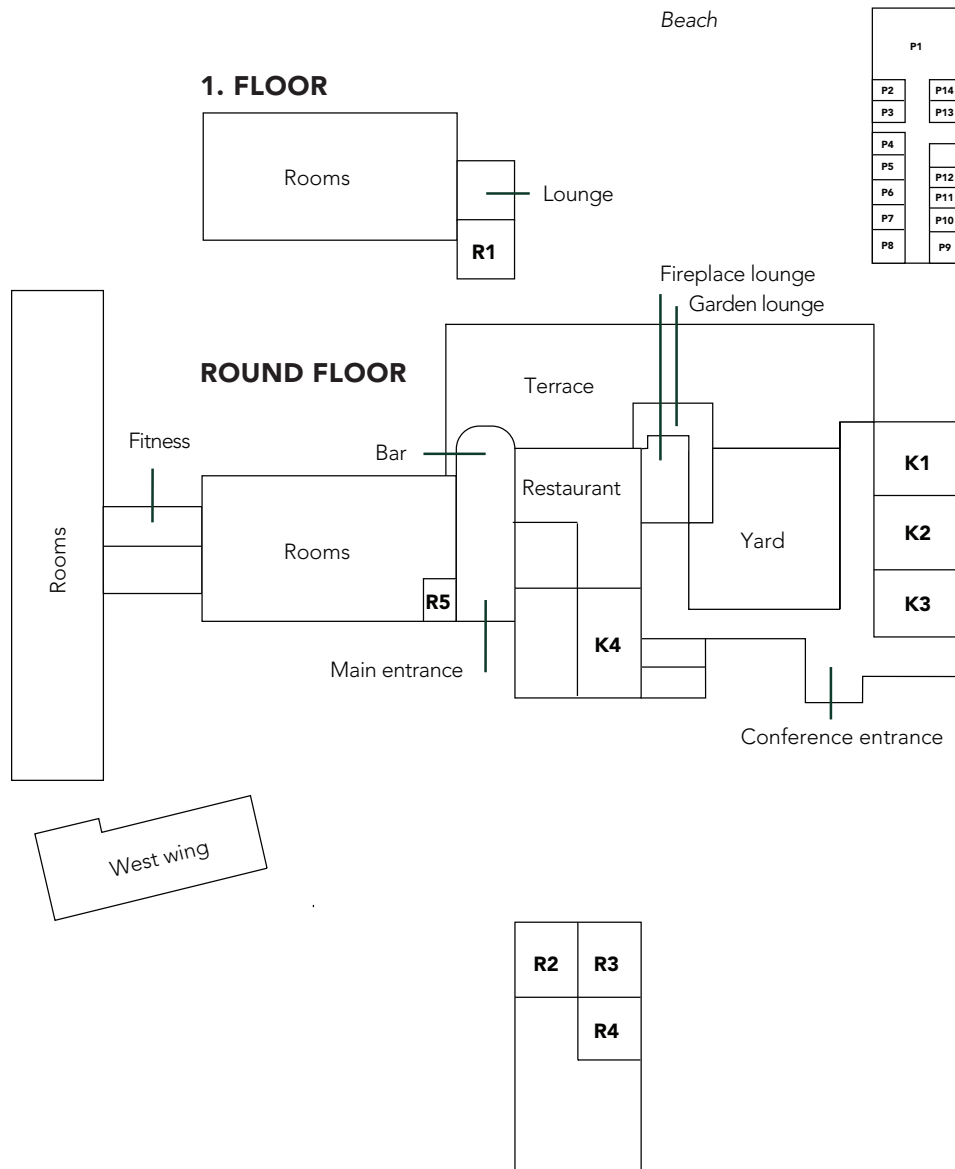 Beach
P1
1. FLOOR
P2
P14
P3
P13
P4
P5
P12
P6
P11
P7
P10
P8
P9
Rooms
Lounge
R1
Fireplace lounge
Garden lounge
ROUND FLOOR
Terrace
Fitness
Bar
K1
Restaurant
K2
Rooms
Rooms
Yard
R5
K3
K4
Main entrance
Conference entrance
West wing
R2
R3
R4